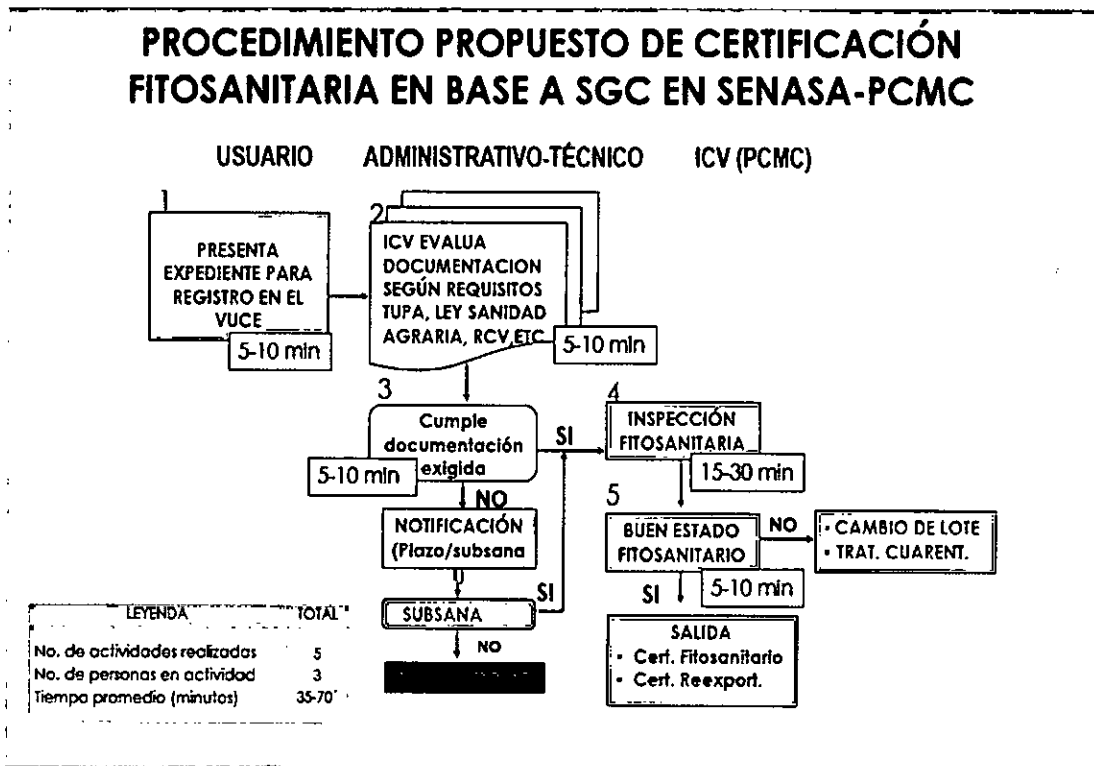 PROCEDIMIENTO PROPUESTO DE CERTIFICACIÓN
FITOSANITARIA EN BASE A SGC EN SENASA-PCMC
USUARIO ADMINISTRATIVO-TÉCNICO ICV (PCMC)
1
PRESENTA
EXPEDIENTE PARA
REGISTRO EN EL
VUCE
5-10 min
2
ICV EVALUA
DOCUMENTACION
SEGÚN REQUISITOS
TUPA, LEY SANIDAD
AGRARIA, RCV,ETC
5-10 min
3
Cumple
documentación
exigida
5-10 min
SI
NO
NOTIFICACIÓN
(Plazo/subsana
SUBSANA
SI
NO
4
INSPECCIÓN
FITOSANITARIA
15-30 min
5
BUEN ESTADO
FITOSANITARIO
5-10 min
NO
• CAMBIO DE LOTE
• TRAT. CUARENT.
SI
SALIDA
• Cert. Fitosanitario
• Cert. Reexport.
LEYENDA TOTAL
No. de actividades realizadas 5
No. de personas en actividad 3
Tiempo promedio (minutos) 35-70'